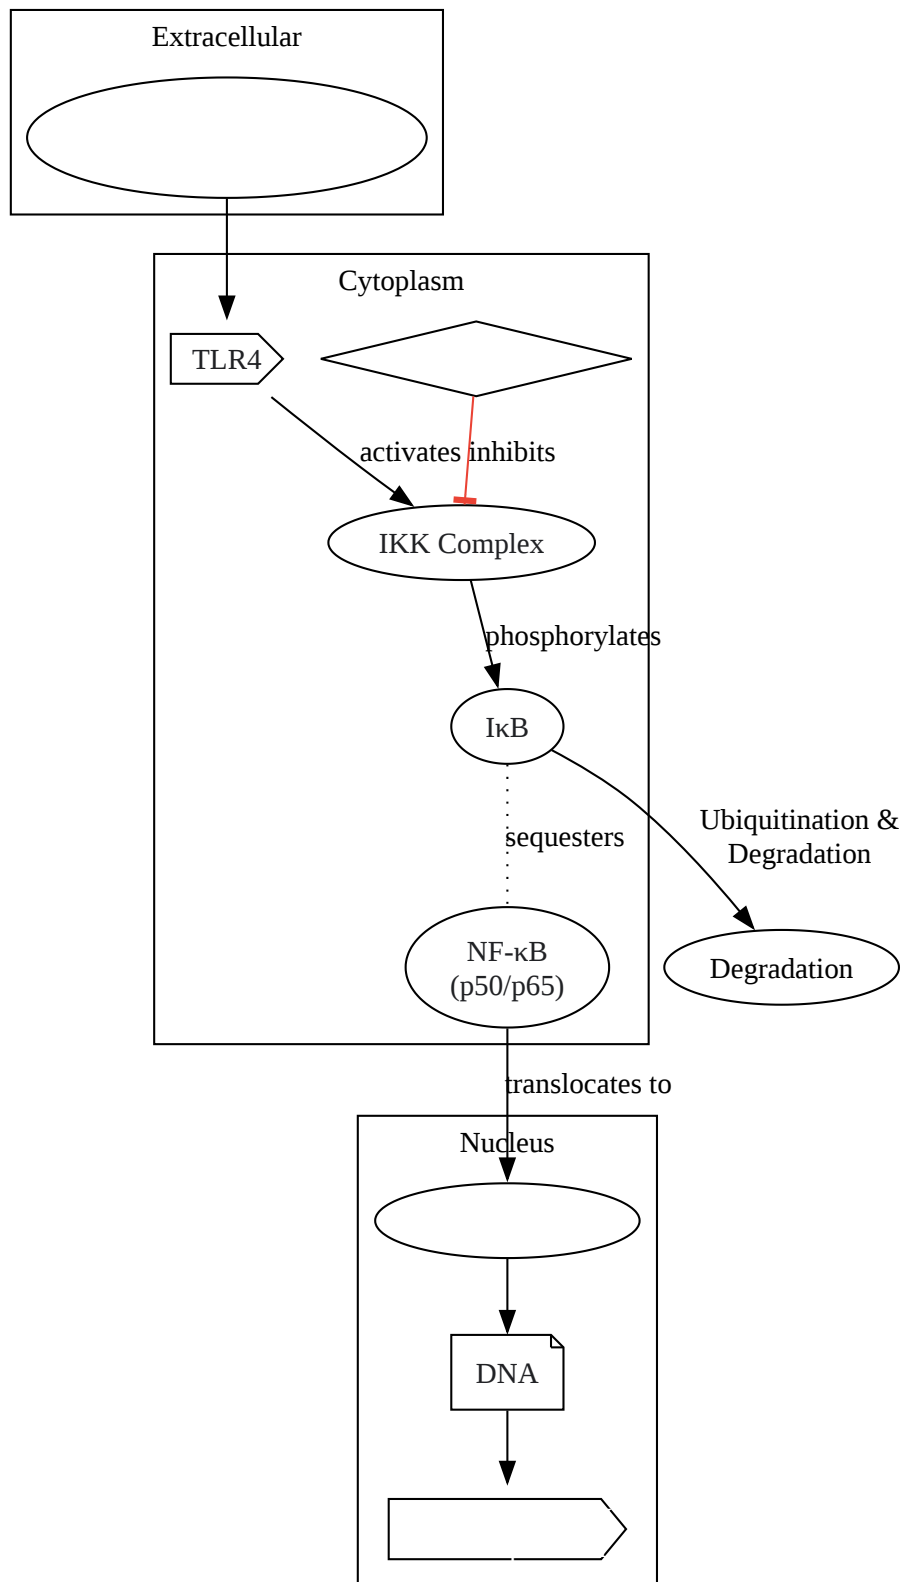 Extracellular
Cytoplasm
TLR4
activates
inhibits
IKK Complex
phosphorylates
IκB
Ubiquitination &
Degradation
sequesters
NF-κB
(p50/p65)
Degradation
translocates to
Nucleus
DNA